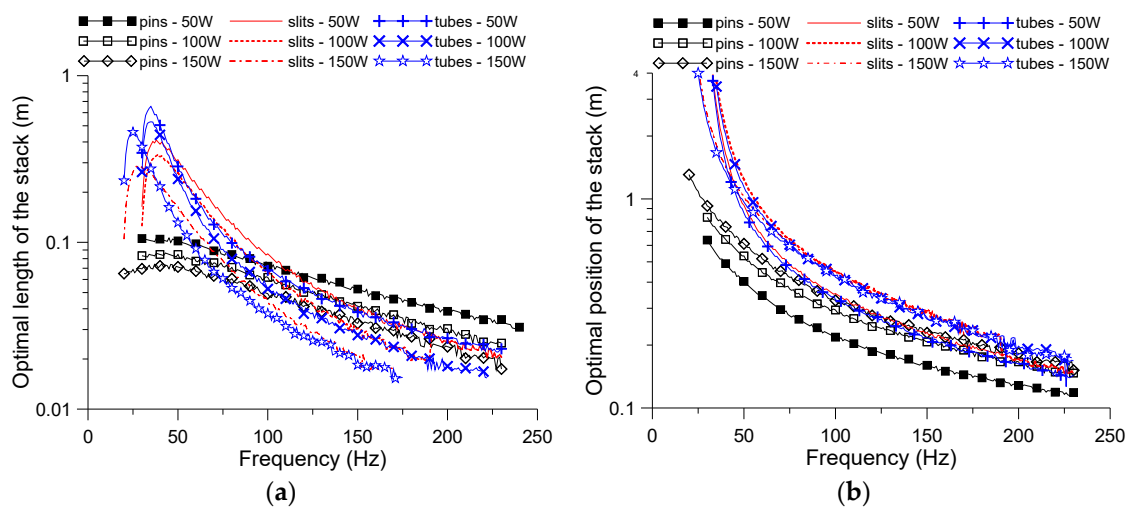 pins - 50W slits - 50W tubes - 50W
pins - 100W slits - 100W tubes - 100W
pins - 150W slits - 150W tubes - 150W
1
0.1
0.01
Optimal length of the stack (m)
0 50 100 150 200 250
Frequency (Hz)
(a)
pins - 50W slits - 50W tubes - 50W
pins - 100W slits - 100W tubes - 100W
pins - 150W slits - 150W tubes - 150W
4
1
0.1
Optimal position of the stack (m)
0 50 100 150 200 250
Frequency (Hz)
(b)